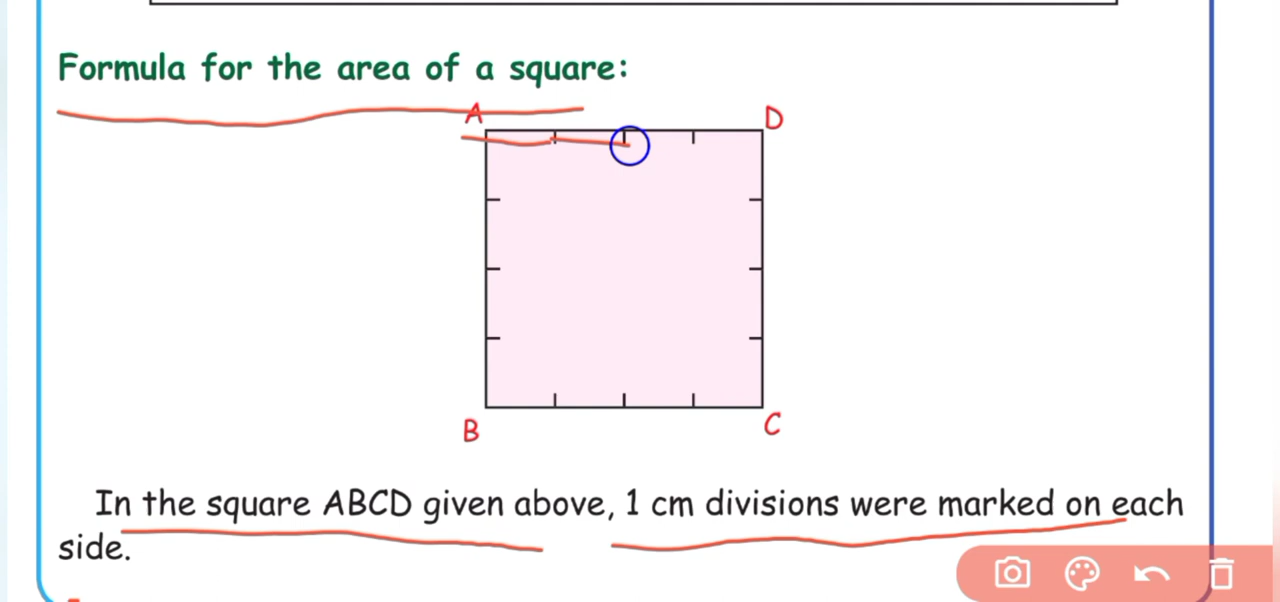 Formula for the area of a square:
A D
B C
In the square ABCD given above, 1 cm divisions were marked on each
side.